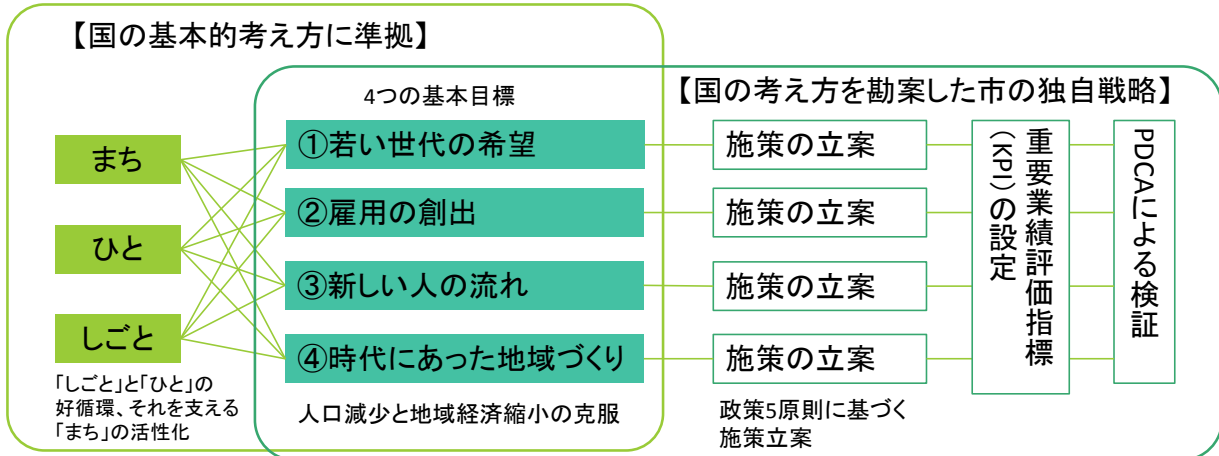 【国の基本的考え方に準拠】
【国の考え方を勘案した市の独自戦略】
4つの基本目標
まち
ひと
しごと
「しごと」と「ひと」の
好循環、それを支える
「まち」の活性化
①若い世代の希望
②雇用の創出
③新しい人の流れ
④時代にあった地域づくり
人口減少と地域経済縮小の克服
施策の立案
施策の立案
施策の立案
施策の立案
政策5原則に基づく
施策立案
重要業績評価指標
(KPI)の設定
PDCAによる検証